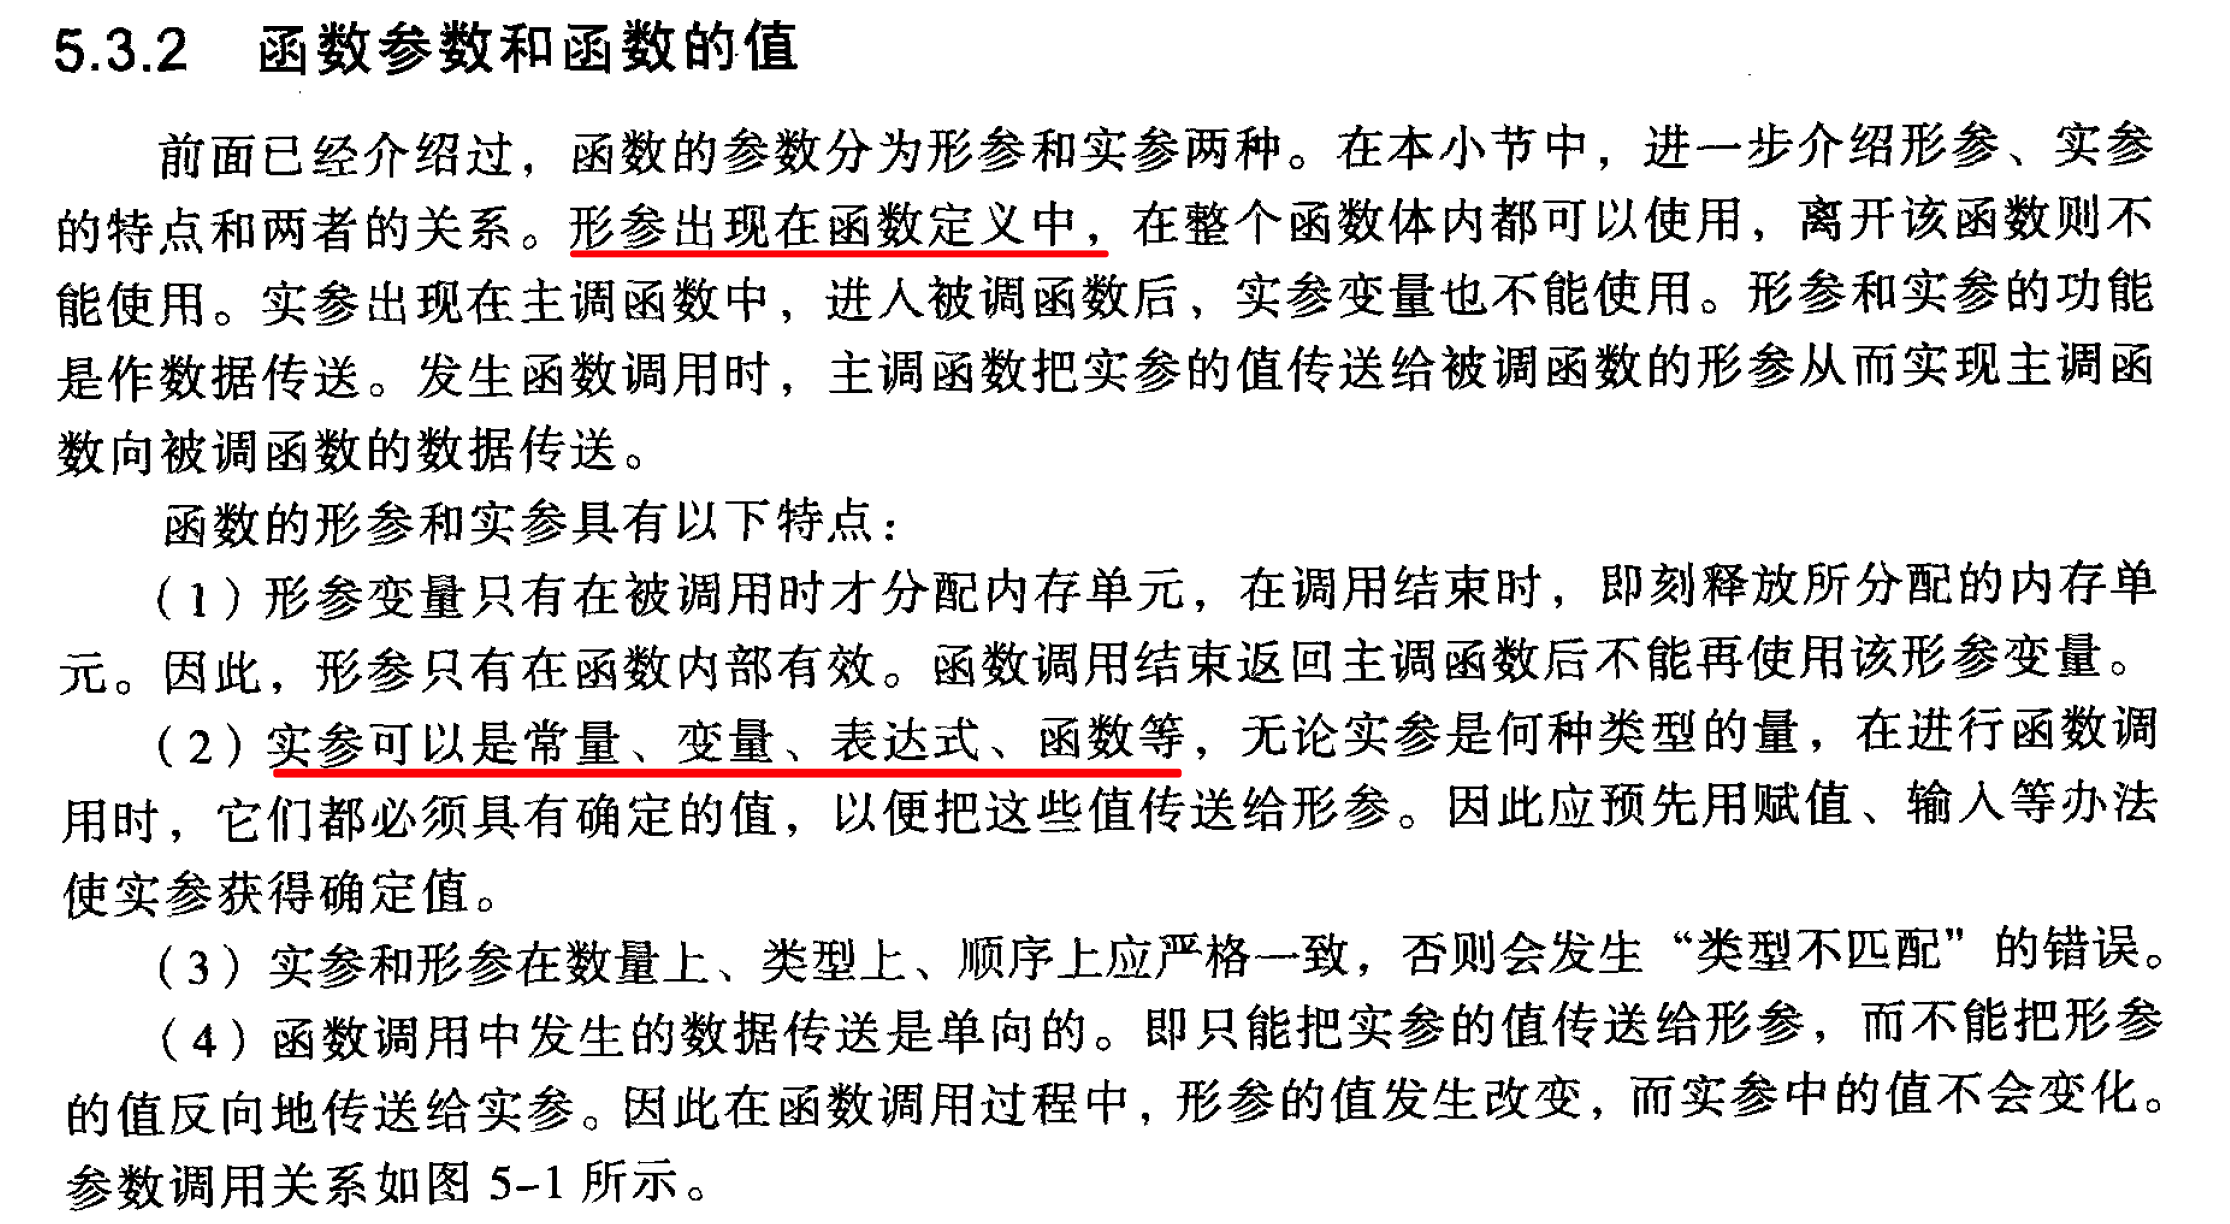 5.3.2 函数参数和函数的值
前面已经介绍过，函数的参数分为形参和实参两种。在本小节中，进一步介绍形参、实参
的特点和两者的关系。形参出现在函数定义中，在整个函数体内都可以使用，离开该函数则不
能使用。实参出现在主调函数中，进入被调函数后，实参变量也不能使用。形参和实参的功能
是作数据传送。发生函数调用时，主调函数把实参的值传送给被调函数的形参从而实现主调函
数向被调函数的数据传送。
函数的形参和实参具有以下特点：
（1）形参变量只有在被调用时才分配内存单元，在调用结束时，即刻释放所分配的内存单
元。因此，形参只有在函数内部有效。函数调用结束返回主调函数后不能再使用该形参变量。
（2）实参可以是常量、变量、表达式、函数等，无论实参是何种类型的量，在进行函数调
用时，它们都必须具有确定的值，以便把这些值传送给形参。因此应预先用赋值、输入等办法
使实参获得确定值。
（3）实参和形参在数量上、类型上、顺序上应严格一致，否则会发生“类型不匹配”的错误。
（4）函数调用中发生的数据传送是单向的。即只能把实参的值传送给形参，而不能把形参
的值反向地传送给实参。因此在函数调用过程中，形参的值发生改变，而实参中的值不会变化。
参数调用关系如图 5-1 所示。